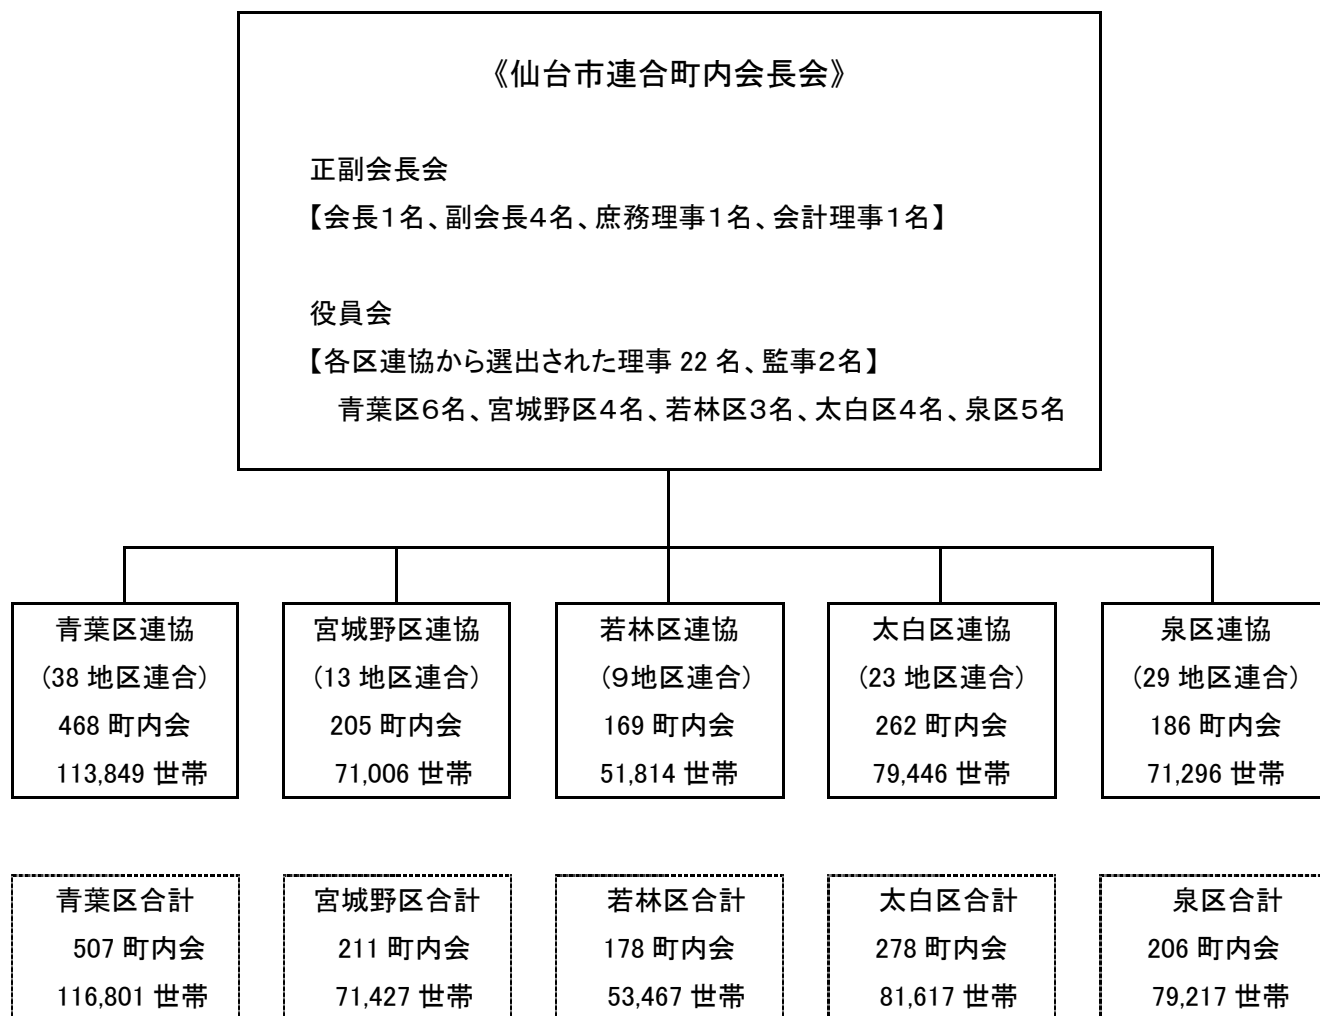 《仙台市連合町内会長会》
正副会長会
【会長１名、副会長４名、庶務理事１名、会計理事１名】
役員会
【各区連協から選出された理事 22 名、監事２名】
青葉区６名、宮城野区４名、若林区３名、太白区４名、泉区５名
青葉区連協
(38 地区連合)
468 町内会
113,849 世帯
宮城野区連協
(13 地区連合)
205 町内会
71,006 世帯
若林区連協
(９地区連合)
169 町内会
51,814 世帯
太白区連協
(23 地区連合)
262 町内会
79,446 世帯
泉区連協
(29 地区連合)
186 町内会
71,296 世帯
青葉区合計
507 町内会
116,801 世帯
宮城野区合計
211 町内会
71,427 世帯
若林区合計
178 町内会
53,467 世帯
太白区合計
278 町内会
81,617 世帯
泉区合計
206 町内会
79,217 世帯